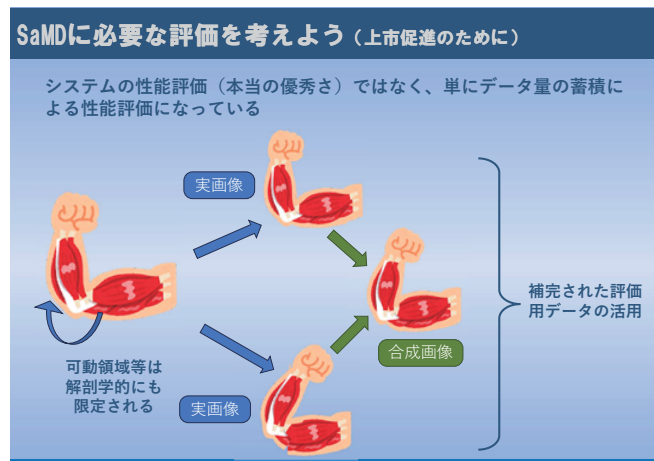 SaMDに必要な評価を考えよう（上市促進のために）
システムの性能評価（本当の優秀さ）ではなく、単にデータ量の蓄積に
よる性能評価になっている
実画像
補完された評価
用データの活用
合成画像
可動領域等は
解剖学的にも
限定される
実画像